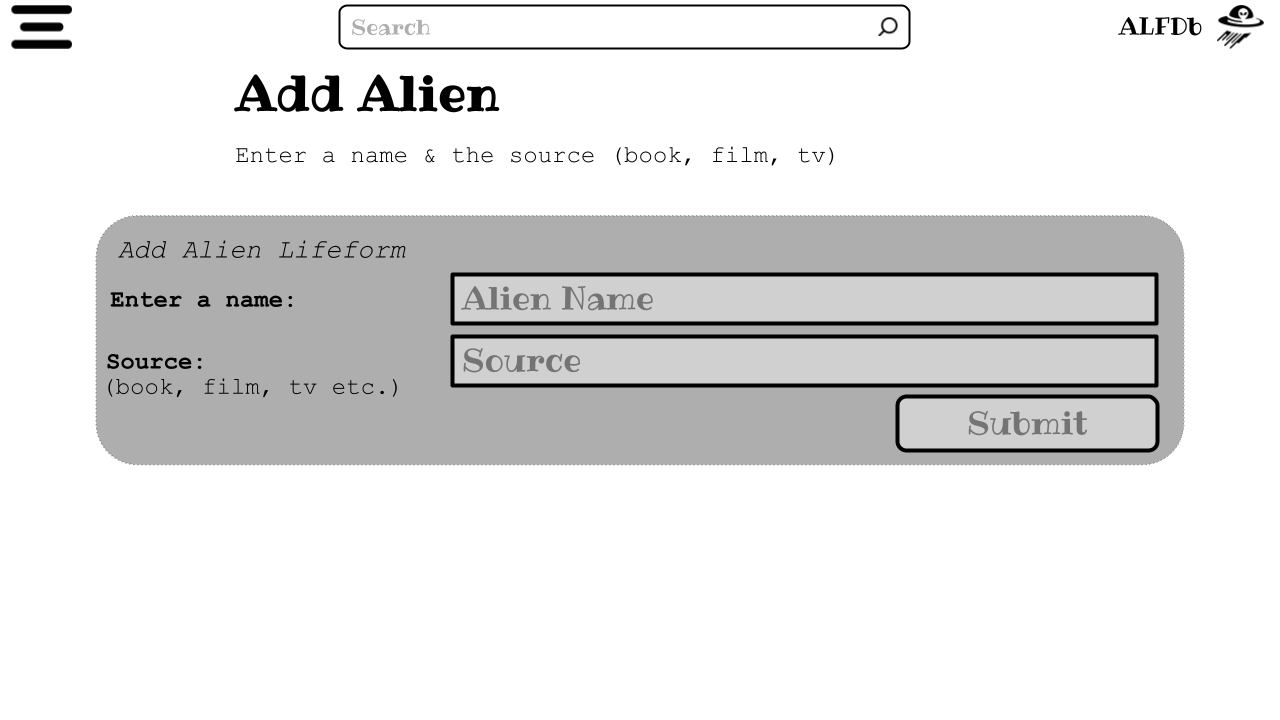 Search
ALFDb
Add Alien
Enter a name & the source (book, film, tv)
Add Alien Lifeform
Enter a name:
Alien Name
Source:
(book, film, tv etc.)
Source
Submit